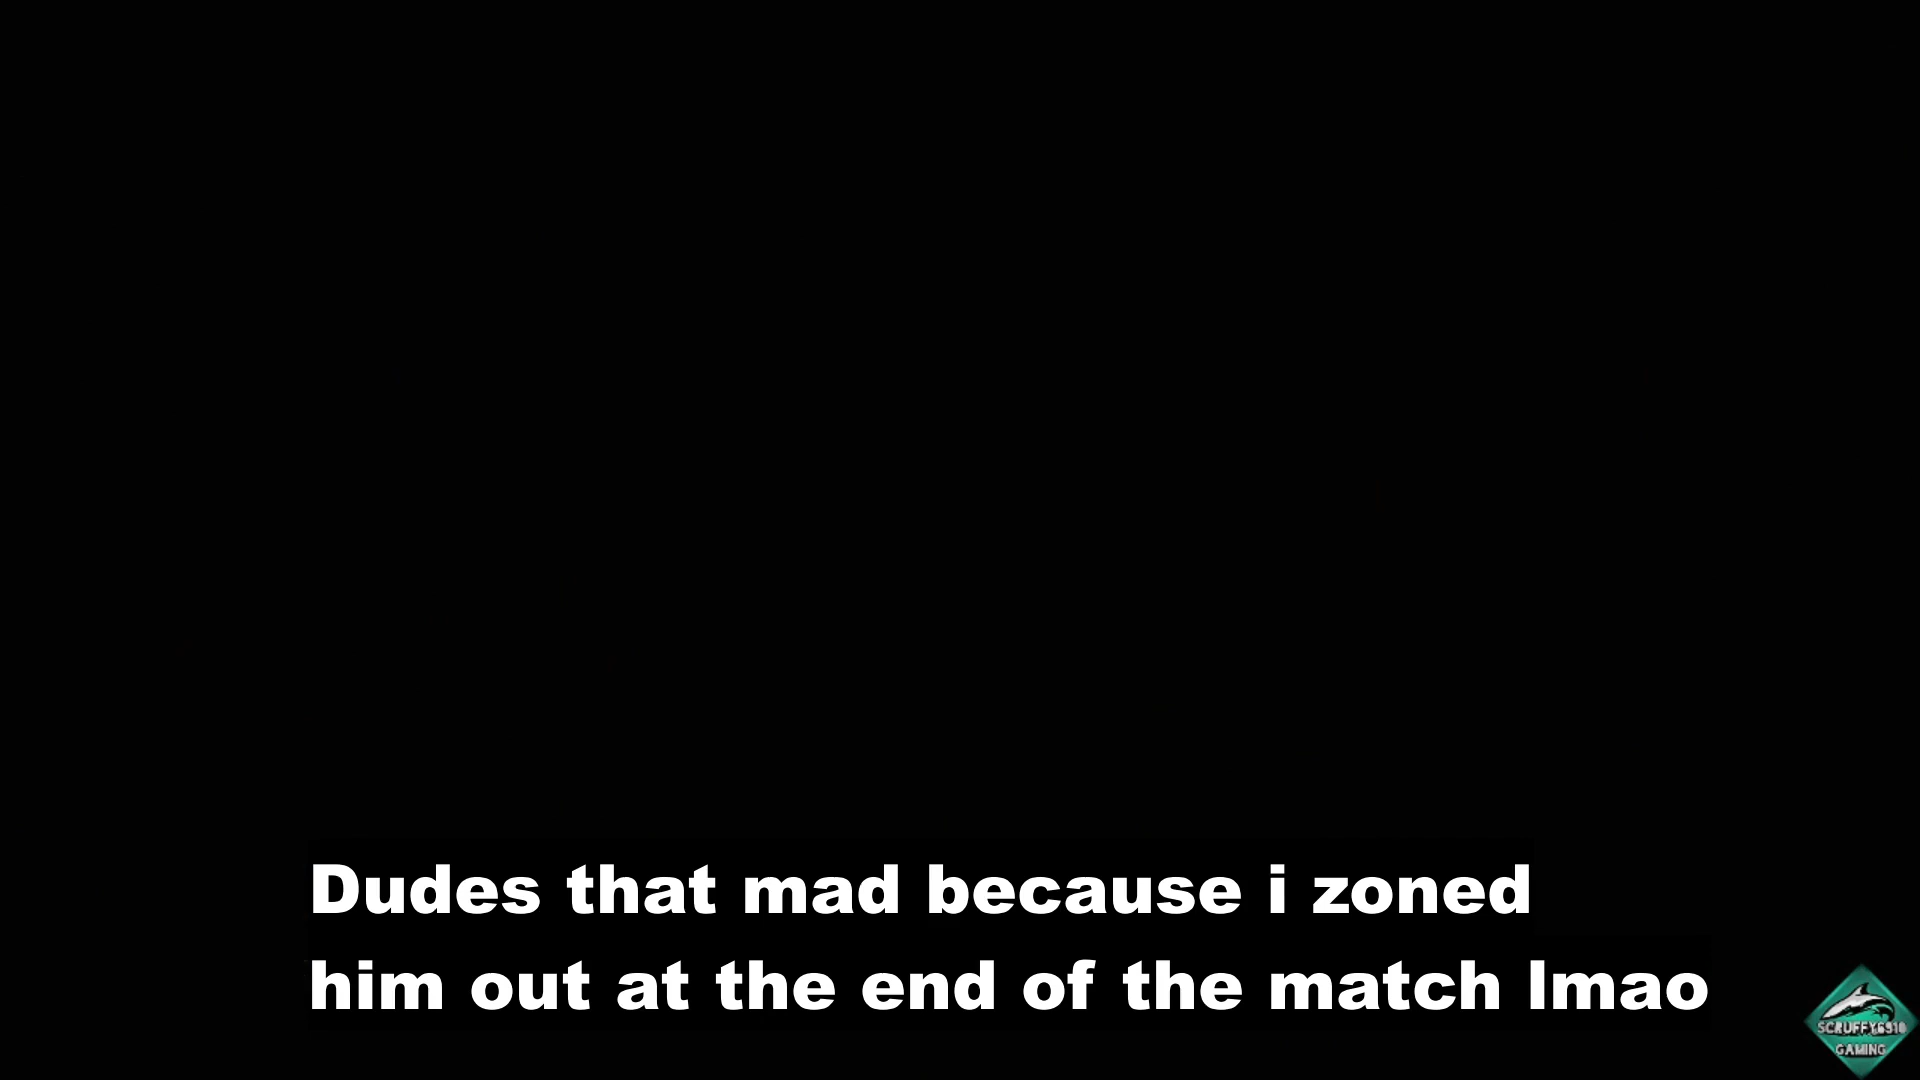 Dudes that mad because i zoned
him out at the end of the match lmao
SCRUFFY6910
GAMING